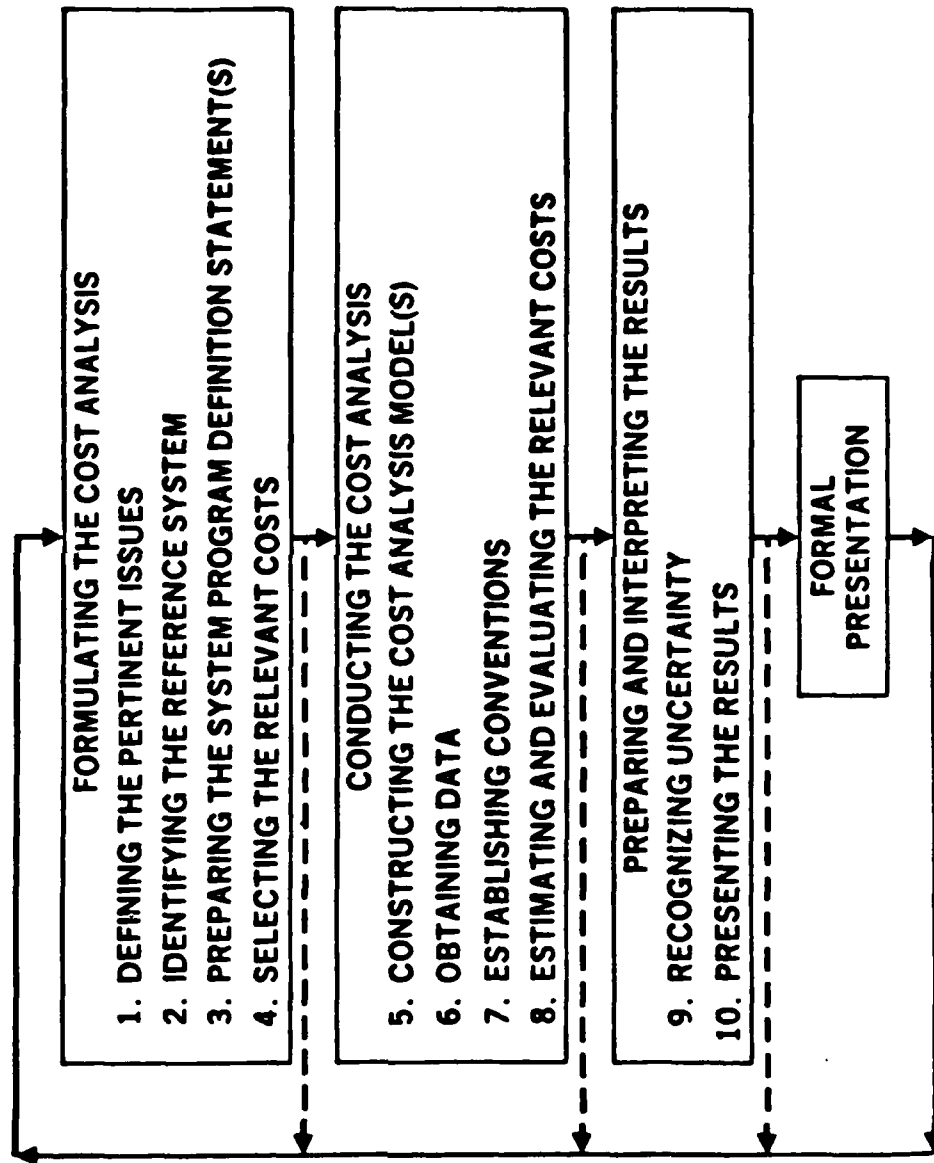 FORMULATING THE COST ANALYSIS
1. DEFINING THE PERTINENT ISSUES
2. IDENTIFYING THE REFERENCE SYSTEM
3. PREPARING THE SYSTEM PROGRAM DEFINITION STATEMENT(S)
4. SELECTING THE RELEVANT COSTS
CONDUCTING THE COST ANALYSIS
5. CONSTRUCTING THE COST ANALYSIS MODEL(S)
6. OBTAINING DATA
7. ESTABLISHING CONVENTIONS
8. ESTIMATING AND EVALUATING THE RELEVANT COSTS
PREPARING AND INTERPRETING THE RESULTS
9. RECOGNIZING UNCERTAINTY
10. PRESENTING THE RESULTS
FORMAL
PRESENTATION